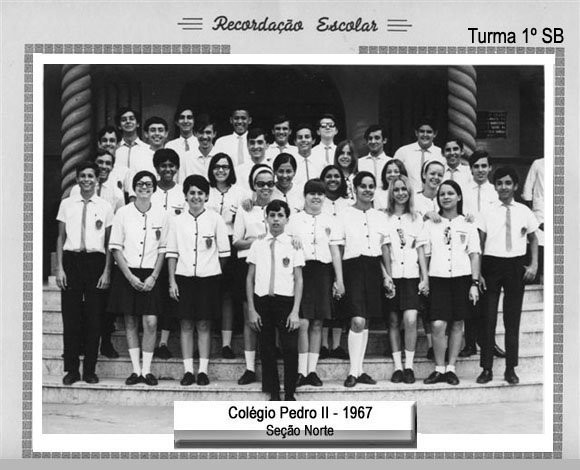 Recordação Escolar
Turma 1º SB
Colégio Pedro II - 1967
Seção Norte